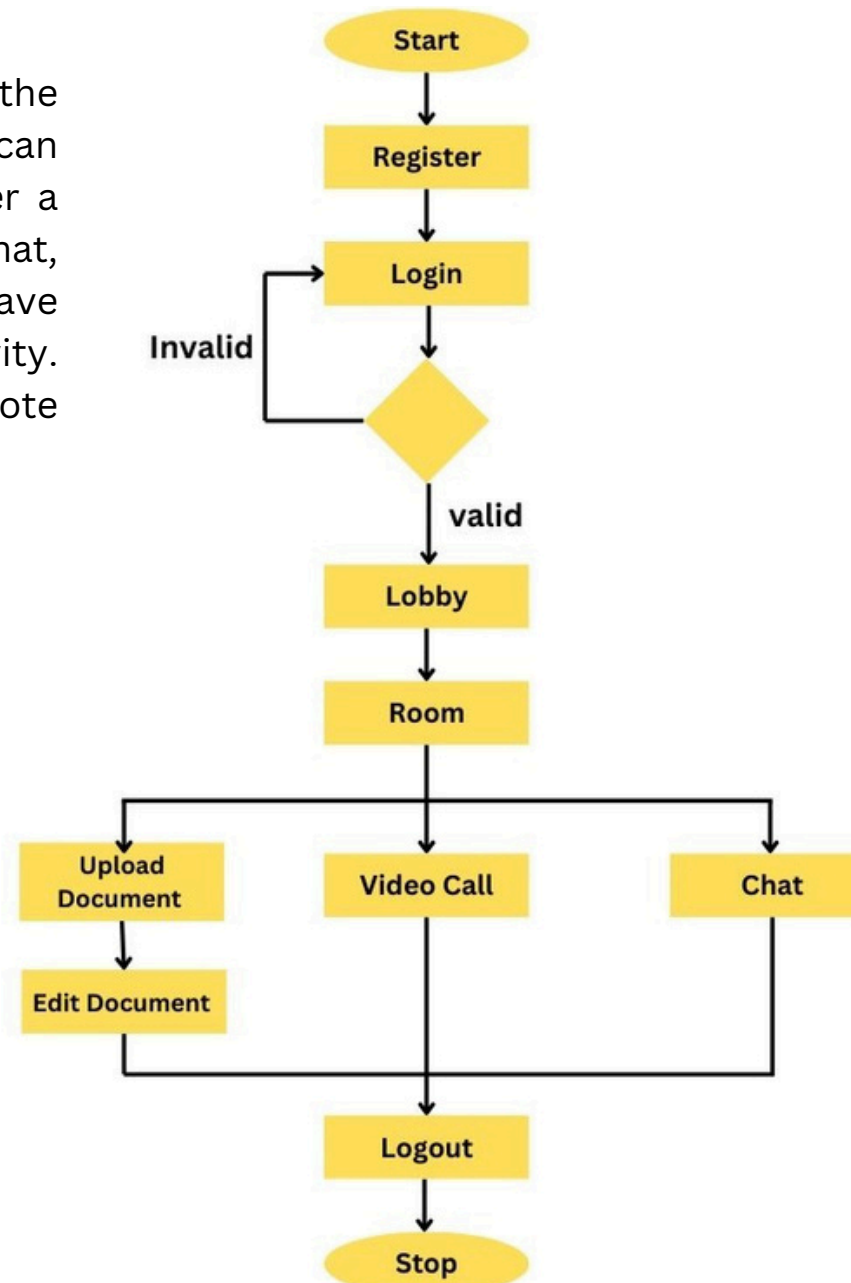 the
can
er a
hat,
ave
ity.
ote
Start
Register
Login
Invalid
valid
Lobby
Room
Upload
Document
Video Call
Chat
Edit Document
Logout
Stop